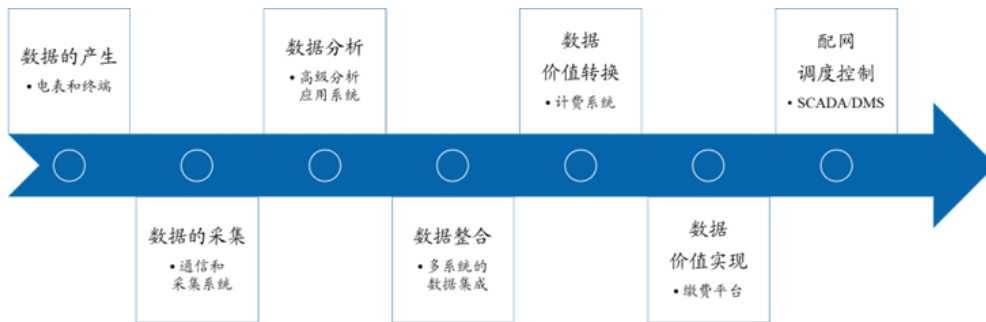 数据的产生
• 电表和终端
数据的采集
• 通信和
采集系统
数据分析
• 高级分析
应用系统
数据整合
• 多系统的
数据集成
数据
价值转换
• 计费系统
数据
价值实现
• 缴费平台
配网
调度控制
• SCADA/DMS